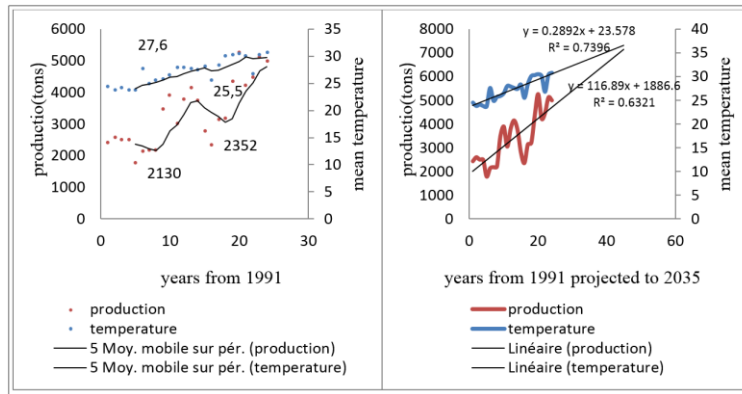 6000
5000
4000
3000
2000
1000
0
productio(tons)
27,6
25,5
2130
2352
35
30
25
20
15
10
5
0
mean temperature
0 10 20 30
years from 1991
production
temperature
5 Moy. mobile sur pér. (production)
5 Moy. mobile sur pér. (temperature)
8000
7000
6000
5000
4000
3000
2000
1000
0
production(tons)
y = 0.2892x + 23.578
R² = 0.7396
y = 116.89x + 1886.6
R² = 0.6321
40
35
30
25
20
15
10
5
0
mean temperature
0 20 40 60
years from 1991 projected to 2035
production
temperature
Linéaire (production)
Linéaire (temperature)